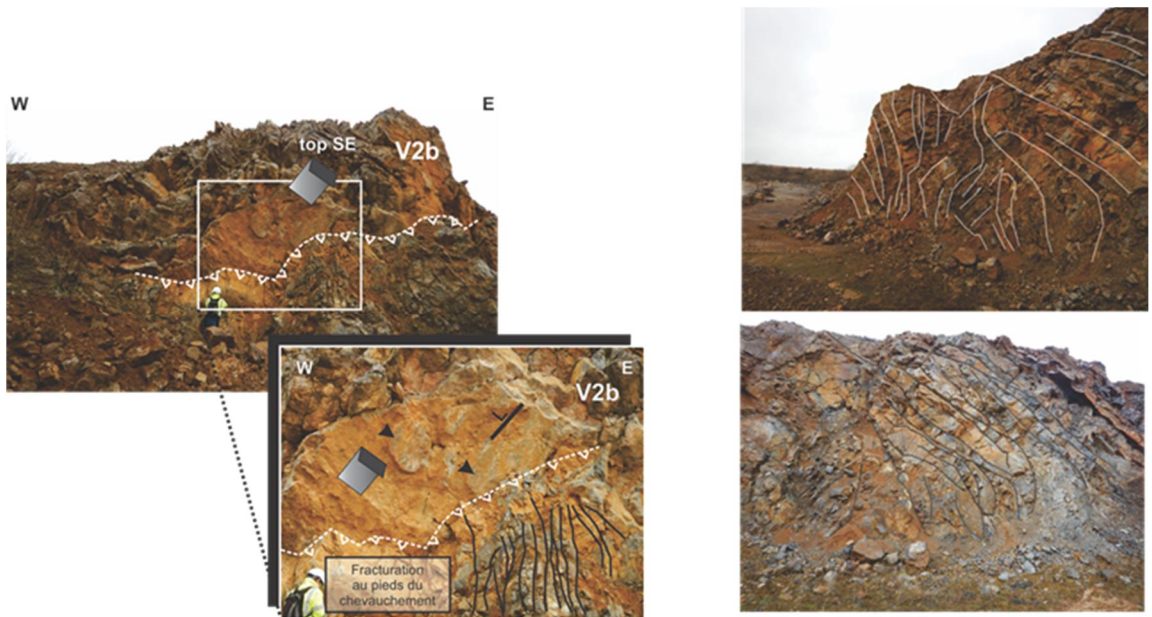 W
E
top SE
V2b
W
E
V2b
Fracturation
au pieds du
chevauchement